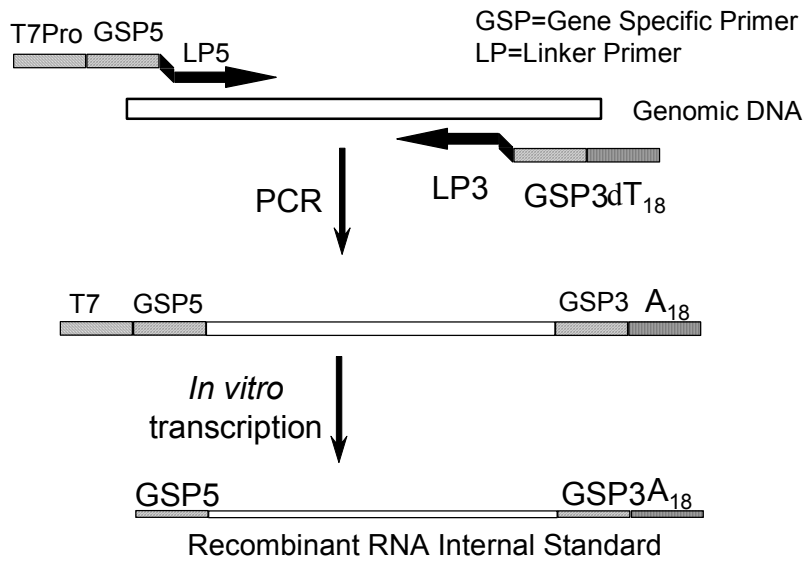 GSP=Gene Specific Primer
LP=Linker Primer
T7Pro GSP5
LP5
Genomic DNA
LP3 GSP3dT18
PCR
T7 GSP5 GSP3 A18
In vitro
transcription
GSP5 GSP3A18
Recombinant RNA Internal Standard